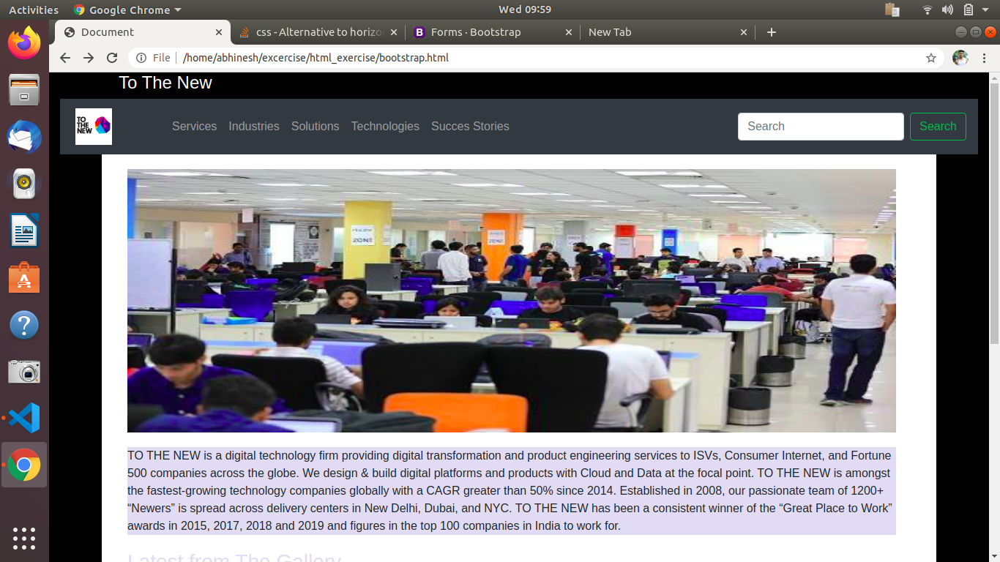 Activities Google Chrome Wed 09:59
Document css - Alternative to horizo Forms · Bootstrap New Tab
File /home/abhinesh/excercise/html_exercise/bootstrap.html
To The New
TO
THE
NEW
Services Industries Solutions Technologies Succes Stories Search Search
ZONE
ZONE
TO THE NEW is a digital technology firm providing digital transformation and product engineering services to ISVs, Consumer Internet, and Fortune
500 companies across the globe. We design & build digital platforms and products with Cloud and Data at the focal point. TO THE NEW is amongst
the fastest-growing technology companies globally with a CAGR greater than 50% since 2014. Established in 2008, our passionate team of 1200+
“Newers” is spread across delivery centers in New Delhi, Dubai, and NYC. TO THE NEW has been a consistent winner of the “Great Place to Work”
awards in 2015, 2017, 2018 and 2019 and figures in the top 100 companies in India to work for.
Latest from The Gallery